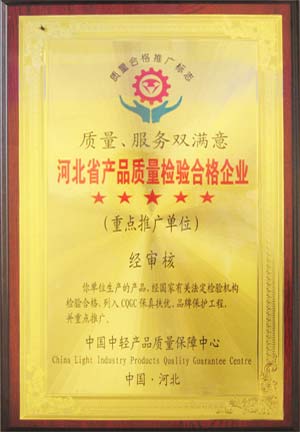 质量合格推广标志
质量、服务双满意
河北省产品质量检验合格企业
(重点推广单位)
经审核
你单位生产的产品,经国家有关法定检验机构
检验合格,列入CQGC保真扶优,品牌保护工程,
并重点推广。
中国中轻产品质量保障中心
China Light Industry Products Quality Guarantee Centre
中国·河北